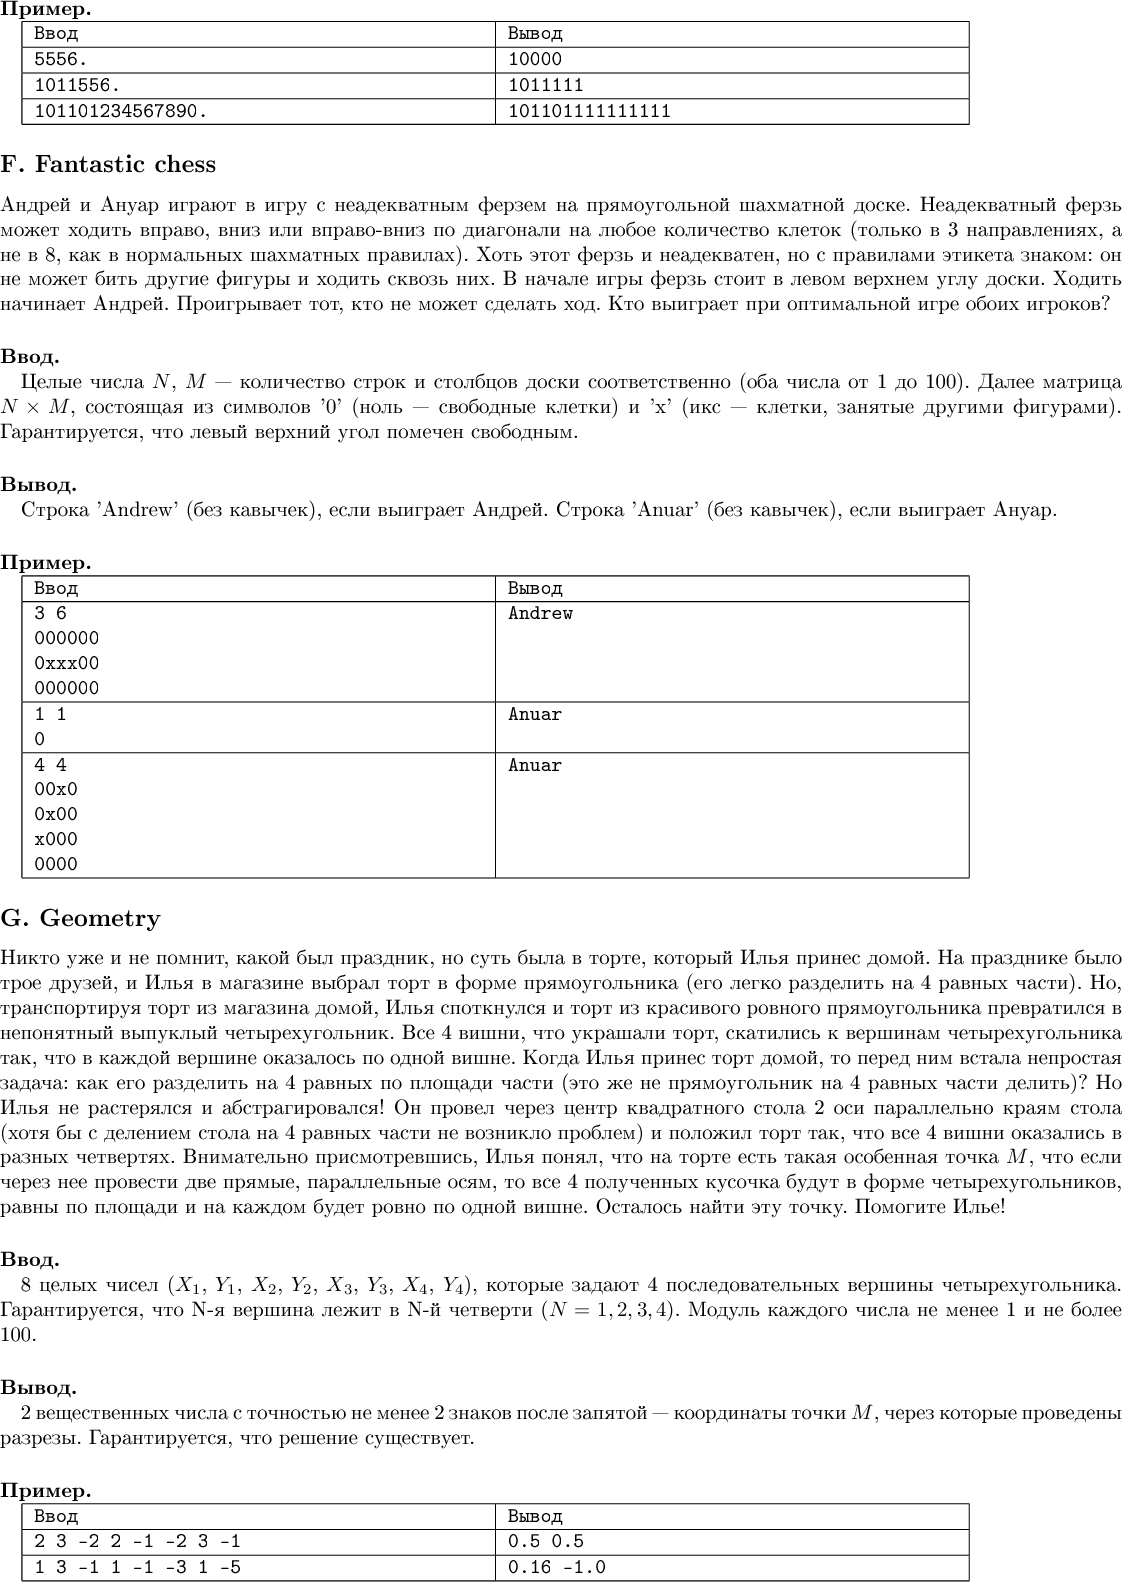 Пример.
Ввод Вывод
5556. 10000
1011556. 1011111
101101234567890. 101101111111111
F. Fantastic chess
Андрей и Ануар играют в игру с неадекватным ферзем на прямоугольной шахматной доске. Неадекватный ферзь
может ходить вправо, вниз или вправо-вниз по диагонали на любое количество клеток (только в 3 направлениях, а
не в 8, как в нормальных шахматных правилах). Хоть этот ферзь и неадекватен, но с правилами этикета знаком: он
не может бить другие фигуры и ходить сквозь них. В начале игры ферзь стоит в левом верхнем углу доски. Ходить
начинает Андрей. Проигрывает тот, кто не может сделать ход. Кто выиграет при оптимальной игре обоих игроков?
Ввод.
Целые числа N, M — количество строк и столбцов доски соответственно (оба числа от 1 до 100). Далее матрица
N × M, состоящая из символов '0' (ноль — свободные клетки) и 'x' (икс — клетки, занятые другими фигурами).
Гарантируется, что левый верхний угол помечен свободным.
Вывод.
Строка 'Andrew' (без кавычек), если выиграет Андрей. Строка 'Anuar' (без кавычек), если выиграет Ануар.
Пример.
Ввод Вывод
3 6 Andrew
000000
0xxx00
000000
1 1 Anuar
0
4 4 Anuar
00x0
0x00
x000
0000
G. Geometry
Никто уже и не помнит, какой был праздник, но суть была в торте, который Илья принес домой. На празднике было
трое друзей, и Илья в магазине выбрал торт в форме прямоугольника (его легко разделить на 4 равных части). Но,
транспортируя торт из магазина домой, Илья споткнулся и торт из красивого ровного прямоугольника превратился в
непонятный выпуклый четырехугольник. Все 4 вишни, что украшали торт, скатились к вершинам четырехугольника
так, что в каждой вершине оказалось по одной вишне. Когда Илья принес торт домой, то перед ним встала непростая
задача: как его разделить на 4 равных по площади части (это же не прямоугольник на 4 равных части делить)? Но
Илья не растерялся и абстрагировался! Он провел через центр квадратного стола 2 оси параллельно краям стола
(хотя бы с делением стола на 4 равных части не возникло проблем) и положил торт так, что все 4 вишни оказались в
разных четвертях. Внимательно присмотревшись, Илья понял, что на торте есть такая особенная точка M, что если
через нее провести две прямые, параллельные осям, то все 4 полученных кусочка будут в форме четырехугольников,
равны по площади и на каждом будет ровно по одной вишне. Осталось найти эту точку. Помогите Илье!
Ввод.
8 целых чисел (X₁, Y₁, X₂, Y₂, X₃, Y₃, X₄, Y₄), которые задают 4 последовательных вершины четырехугольника.
Гарантируется, что N-я вершина лежит в N-й четверти (N = 1, 2, 3, 4). Модуль каждого числа не менее 1 и не более
100.
Вывод.
2 вещественных числа с точностью не менее 2 знаков после запятой — координаты точки M, через которые проведены
разрезы. Гарантируется, что решение существует.
Пример.
Ввод Вывод
2 3 -2 2 -1 -2 3 -1 0.5 0.5
1 3 -1 1 -1 -3 1 -5 0.16 -1.0